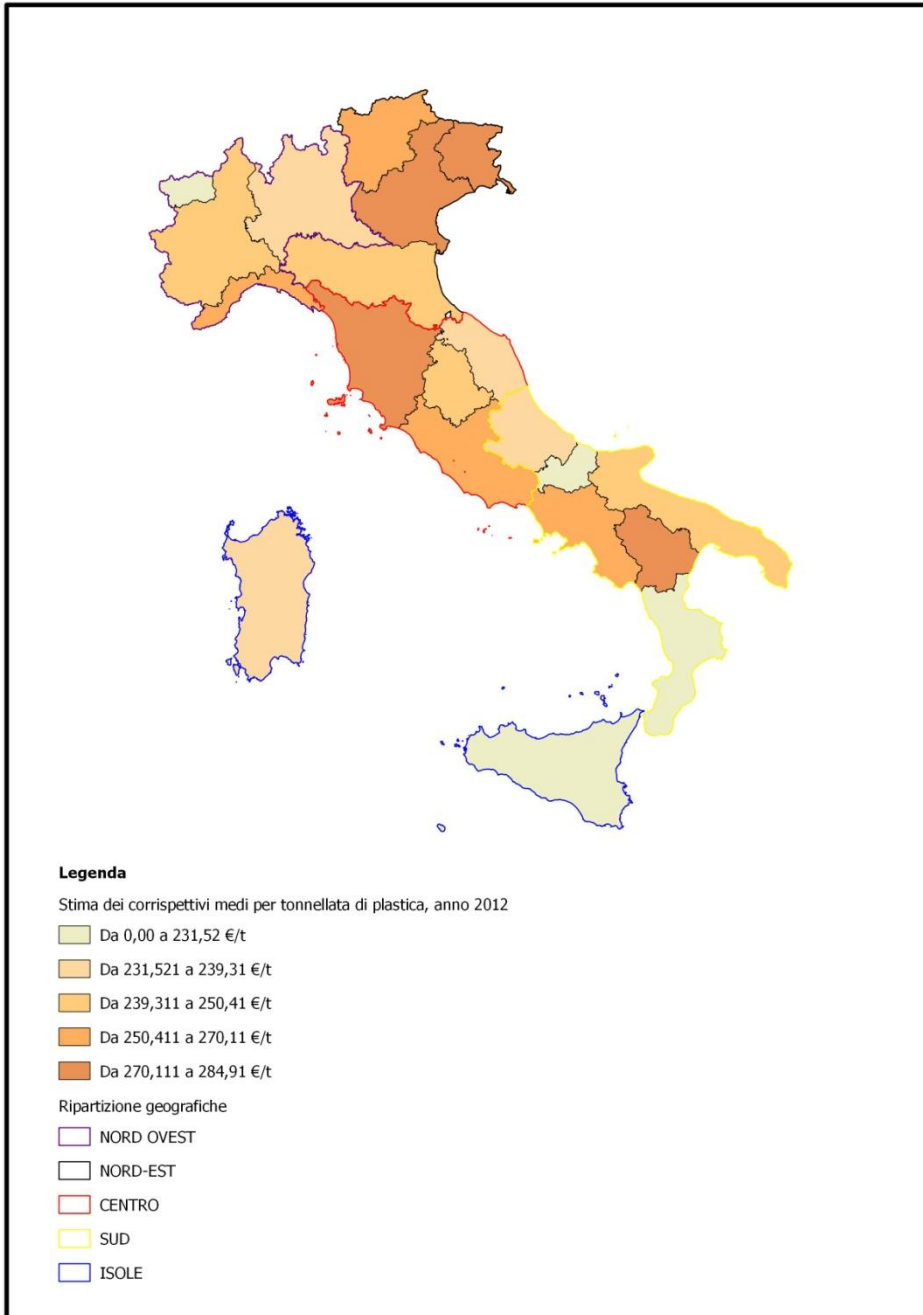 Legenda
Stima dei corrispettivi medi per tonnellata di plastica, anno 2012
Da 0,00 a 231,52 €/t
Da 231,521 a 239,31 €/t
Da 239,311 a 250,41 €/t
Da 250,411 a 270,11 €/t
Da 270,111 a 284,91 €/t
Ripartizione geografiche
NORD OVEST
NORD-EST
CENTRO
SUD
ISOLE